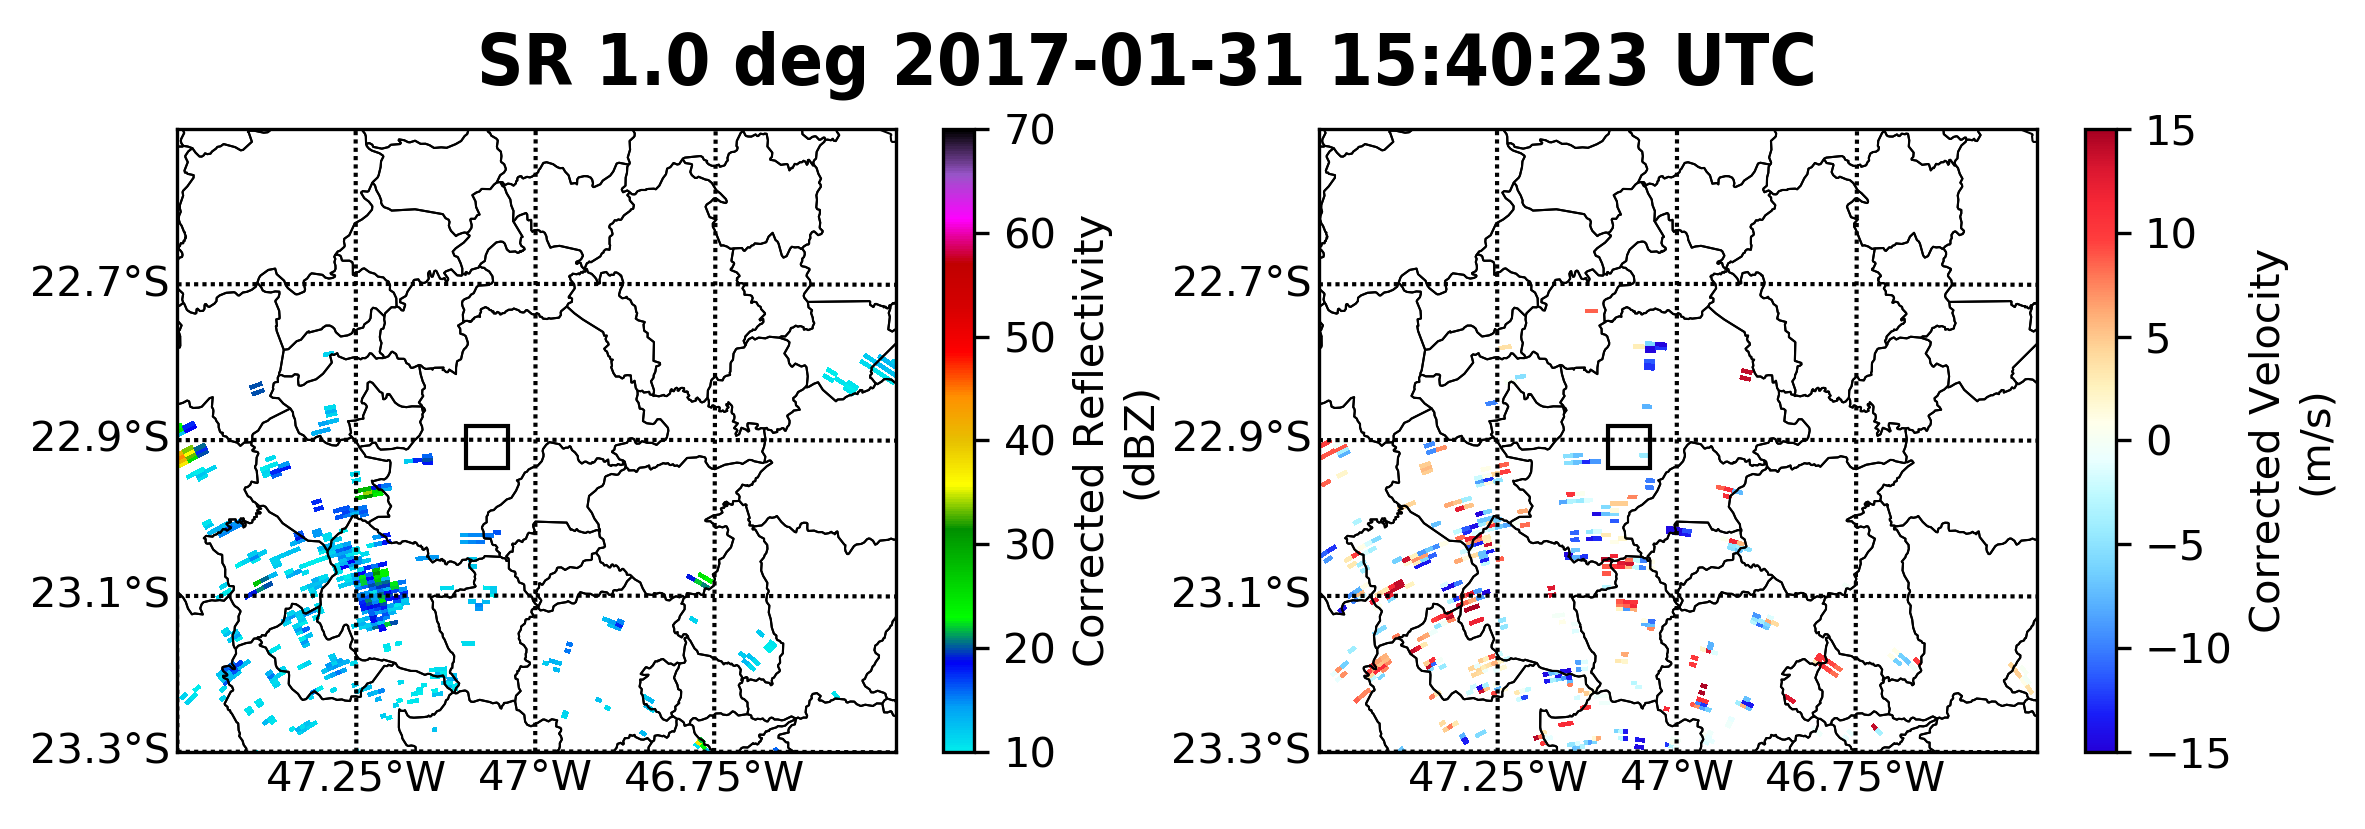 SR 1.0 deg 2017-01-31 15:40:23 UTC
22.7°S
22.9°S
23.1°S
23.3°S
47.25°W
47°W
46.75°W
70
60
50
40
30
20
10
Corrected Reflectivity
(dBZ)
22.7°S
22.9°S
23.1°S
23.3°S
47.25°W
47°W
46.75°W
15
10
5
0
−5
−10
−15
Corrected Velocity
(m/s)